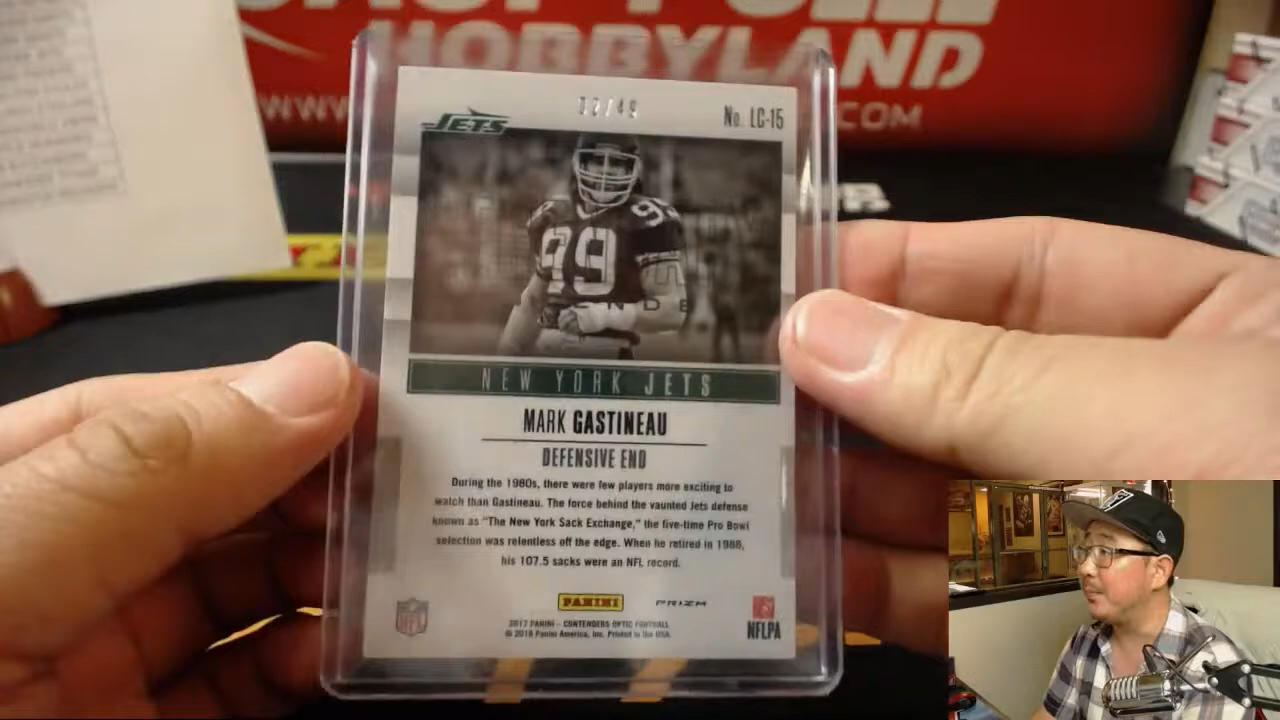 HOBBYLAND
WWW
COM
/49
No. LC-15
JETS
99
NEW YORK JETS
MARK GASTINEAU
DEFENSIVE END
During the 1980s, there were few players more exciting to
watch than Gastineau. The force behind the vaunted Jets defense
known as "The New York Sack Exchange," the five-time Pro Bowl
selection was relentless off the edge. When he retired in 1988,
his 107.5 sacks were an NFL record.
PANINI
PRIZM
NFL
NFLPA
2017 PANINI – CONTENDERS OPTIC FOOTBALL
© 2018 Panini America, Inc. Printed in the USA.